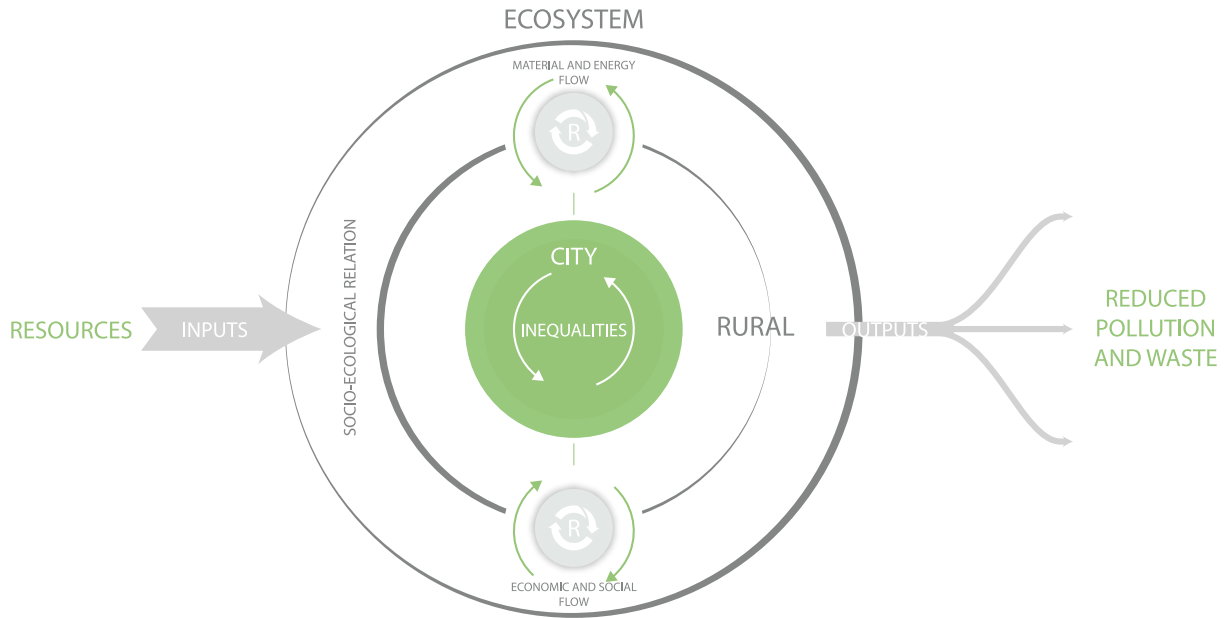 ECOSYSTEM
MATERIAL AND ENERGY
FLOW
R
SOCIO-ECOLOGICAL RELATION
CITY
INEQUALITIES
RURAL
RESOURCES
INPUTS
OUTPUTS
REDUCED
POLLUTION
AND WASTE
R
ECONOMIC AND SOCIAL
FLOW